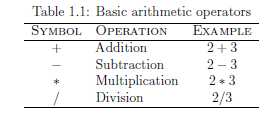 Table 1.1: Basic arithmetic operators
SYMBOL OPERATION EXAMPLE
+ Addition 2 + 3
− Subtraction 2 − 3
∗ Multiplication 2 ∗ 3
/ Division 2/3